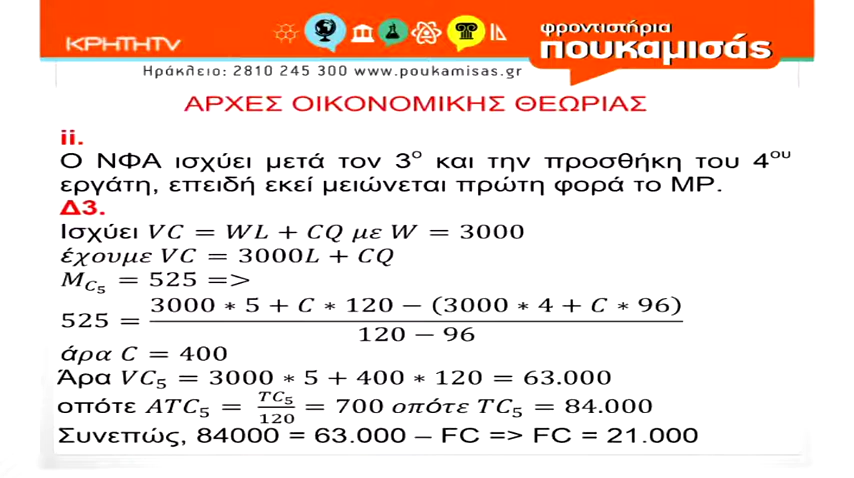 ΚΡΗΤΗTV
φροντιστήρια
πουκαμισάς
Ηράκλειο: 2810 245 300 www.poukamisas.gr
ΑΡΧΕΣ ΟΙΚΟΝΟΜΙΚΗΣ ΘΕΩΡΙΑΣ
ii.
Ο ΝΦΑ ισχύει μετά τον 3ο και την προσθήκη του 4ου
εργάτη, επειδή εκεί μειώνεται πρώτη φορά το MP.
Δ3.
Ισχύει VC = WL + CQ με W = 3000
έχουμε VC = 3000L + CQ
M_{C_5} = 525 =>
525 = (3000 * 5 + C * 120 − (3000 * 4 + C * 96)) / (120 − 96)
άρα C = 400
Άρα VC₅ = 3000 * 5 + 400 * 120 = 63.000
οπότε ATC₅ = TC₅/120 = 700 οπότε TC₅ = 84.000
Συνεπώς, 84000 = 63.000 – FC => FC = 21.000